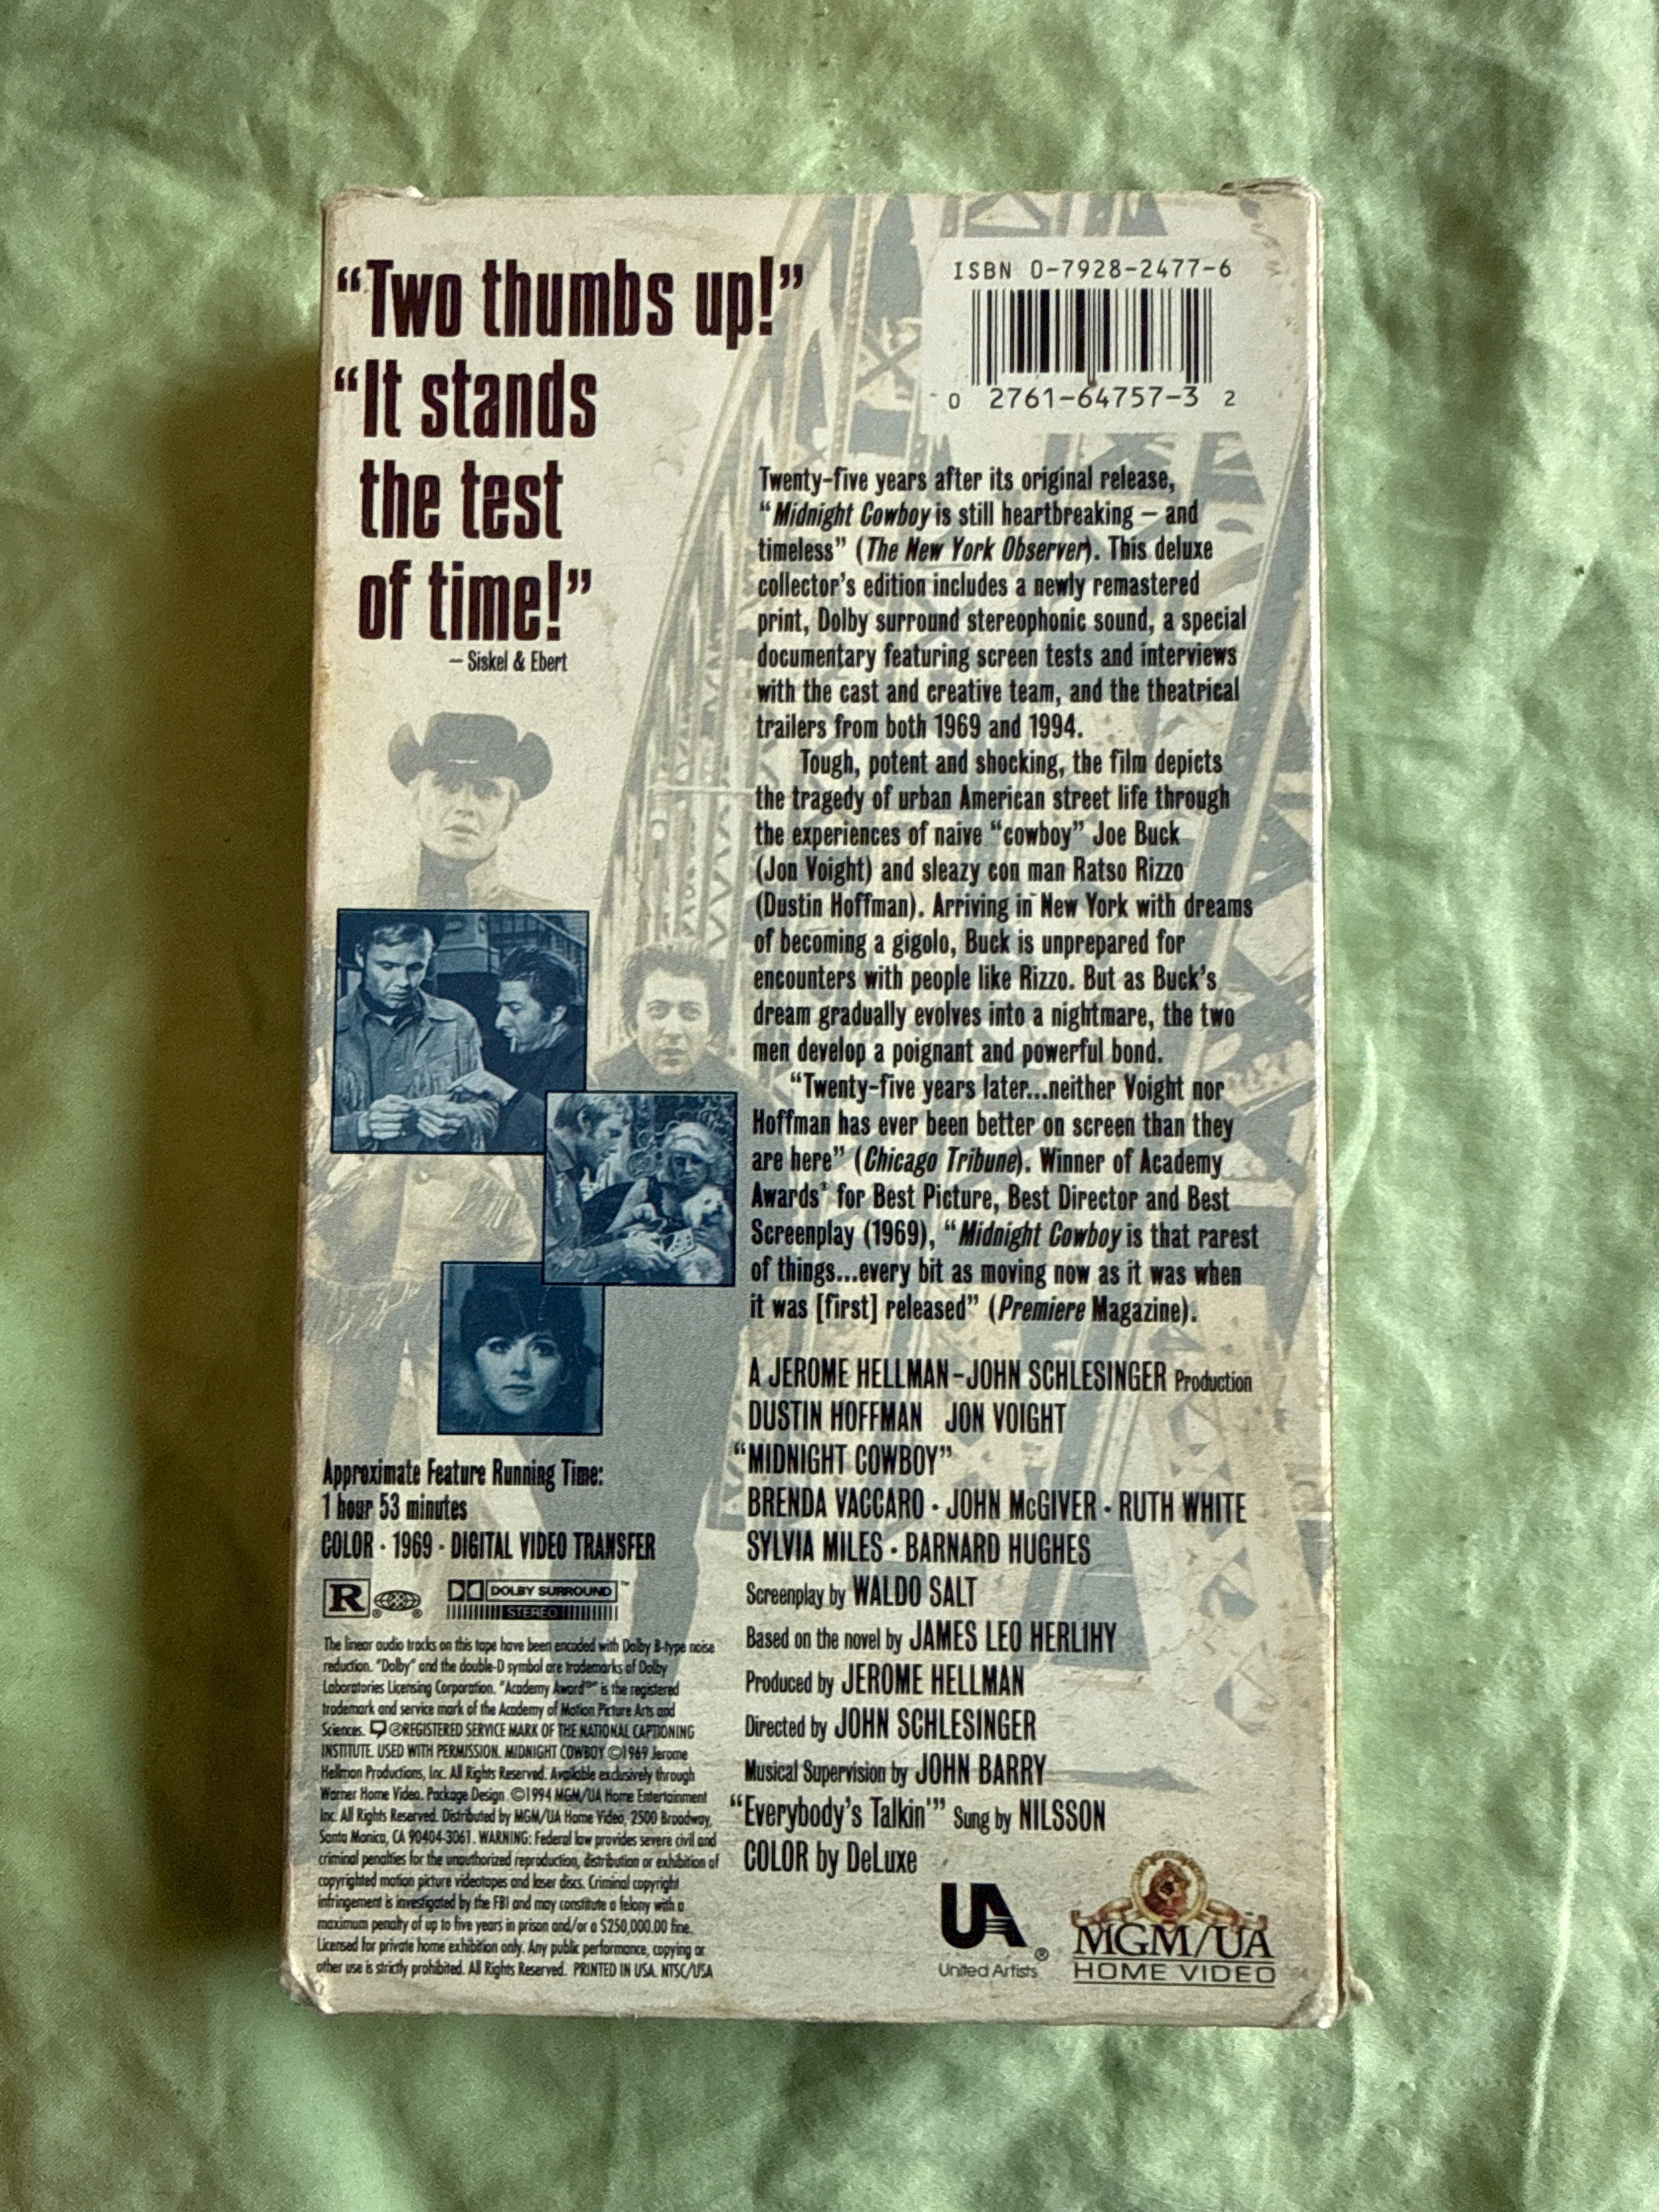 “Two thumbs up!”
“It stands
the test
of time!”
– Siskel & Ebert
ISBN 0-7928-2477-6
0 2761-64757-3 2
Twenty-five years after its original release,
“Midnight Cowboy is still heartbreaking – and
timeless” (The New York Observer). This deluxe
collector’s edition includes a newly remastered
print, Dolby surround stereophonic sound, a special
documentary featuring screen tests and interviews
with the cast and creative team, and the theatrical
trailers from both 1969 and 1994.
Tough, potent and shocking, the film depicts
the tragedy of urban American street life through
the experiences of naive “cowboy” Joe Buck
(Jon Voight) and sleazy con man Ratso Rizzo
(Dustin Hoffman). Arriving in New York with dreams
of becoming a gigolo, Buck is unprepared for
encounters with people like Rizzo. But as Buck’s
dream gradually evolves into a nightmare, the two
men develop a poignant and powerful bond.
“Twenty-five years later...neither Voight nor
Hoffman has ever been better on screen than they
are here” (Chicago Tribune). Winner of Academy
Awards® for Best Picture, Best Director and Best
Screenplay (1969), “Midnight Cowboy is that rarest
of things...every bit as moving now as it was when
it was [first] released” (Premiere Magazine).
A JEROME HELLMAN-JOHN SCHLESINGER Production
DUSTIN HOFFMAN JON VOIGHT
“MIDNIGHT COWBOY”
BRENDA VACCARO · JOHN McGIVER · RUTH WHITE
SYLVIA MILES · BARNARD HUGHES
Screenplay by WALDO SALT
Based on the novel by JAMES LEO HERLIHY
Produced by JEROME HELLMAN
Directed by JOHN SCHLESINGER
Musical Supervision by JOHN BARRY
“Everybody’s Talkin'” Sung by NILSSON
COLOR by DeLuxe
Approximate Feature Running Time:
1 hour 53 minutes
COLOR · 1969 · DIGITAL VIDEO TRANSFER
R ® ®
DOLBY SURROUND™
STEREO
The linear audio tracks on this tape have been encoded with Dolby B-type noise
reduction. “Dolby” and the double-D symbol are trademarks of Dolby
Laboratories Licensing Corporation. “Academy Award®” is the registered
trademark and service mark of the Academy of Motion Picture Arts and
Sciences. ®REGISTERED SERVICE MARK OF THE NATIONAL CAPTIONING
INSTITUTE. USED WITH PERMISSION. MIDNIGHT COWBOY ©1969 Jerome
Hellman Productions, Inc. All Rights Reserved. Available exclusively through
Warner Home Video. Package Design ©1994 MGM/UA Home Entertainment
Inc. All Rights Reserved. Distributed by MGM/UA Home Video, 2500 Broadway,
Santa Monica, CA 90404-3061. WARNING: Federal law provides severe civil and
criminal penalties for the unauthorized reproduction, distribution or exhibition of
copyrighted motion picture videotapes and laser discs. Criminal copyright
infringement is investigated by the FBI and may constitute a felony with a
maximum penalty of up to five years in prison and/or a $250,000.00 fine.
Licensed for private home exhibition only. Any public performance, copying or
other use is strictly prohibited. All Rights Reserved. PRINTED IN USA. NTSC/USA
UA®
United Artists
MGM/UA
HOME VIDEO